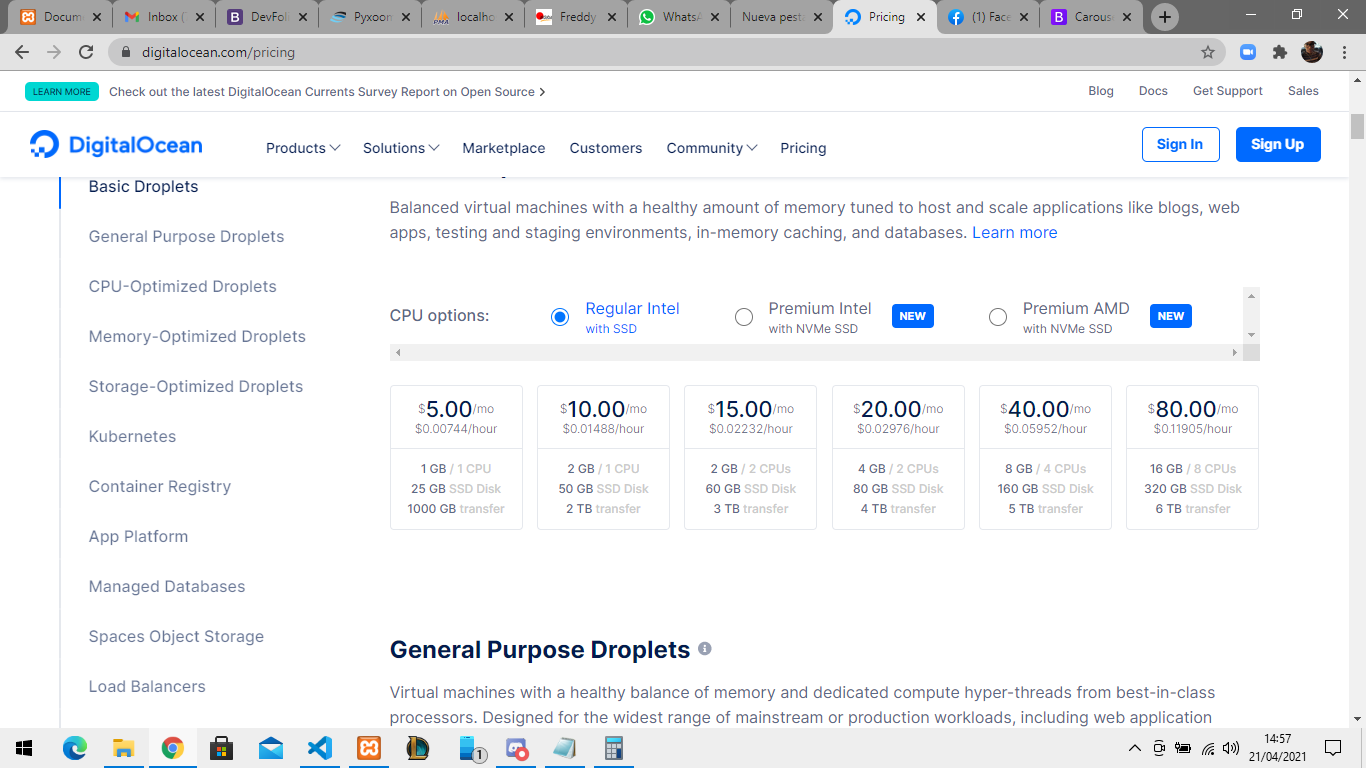 Docum
Inbox (
DevFoli
Pyxoon
localho
Freddy
WhatsA
Nueva pest
Pricing
(1) Face
Carous
digitalocean.com/pricing
LEARN MORE Check out the latest DigitalOcean Currents Survey Report on Open Source
Blog Docs Get Support Sales
DigitalOcean
Products Solutions Marketplace Customers Community Pricing
Sign In Sign Up
Basic Droplets
General Purpose Droplets
CPU-Optimized Droplets
Memory-Optimized Droplets
Storage-Optimized Droplets
Kubernetes
Container Registry
App Platform
Managed Databases
Spaces Object Storage
Load Balancers
Balanced virtual machines with a healthy amount of memory tuned to host and scale applications like blogs, web
apps, testing and staging environments, in-memory caching, and databases. Learn more
CPU options:
Regular Intel
with SSD
Premium Intel
with NVMe SSD
NEW
Premium AMD
with NVMe SSD
NEW
$5.00/mo
$0.00744/hour
1 GB / 1 CPU
25 GB SSD Disk
1000 GB transfer
$10.00/mo
$0.01488/hour
2 GB / 1 CPU
50 GB SSD Disk
2 TB transfer
$15.00/mo
$0.02232/hour
2 GB / 2 CPUs
60 GB SSD Disk
3 TB transfer
$20.00/mo
$0.02976/hour
4 GB / 2 CPUs
80 GB SSD Disk
4 TB transfer
$40.00/mo
$0.05952/hour
8 GB / 4 CPUs
160 GB SSD Disk
5 TB transfer
$80.00/mo
$0.11905/hour
16 GB / 8 CPUs
320 GB SSD Disk
6 TB transfer
General Purpose Droplets
Virtual machines with a healthy balance of memory and dedicated compute hyper-threads from best-in-class
processors. Designed for the widest range of mainstream or production workloads, including web application
1
14:57
21/04/2021